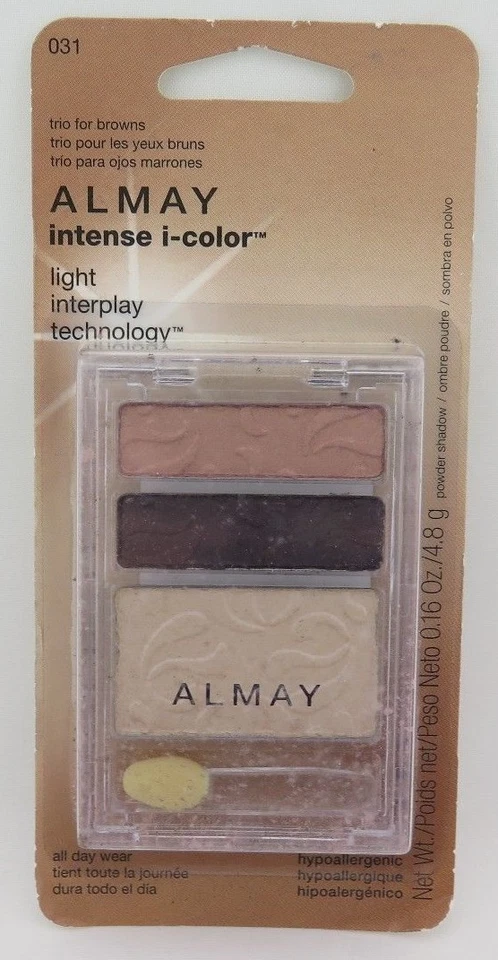 031
trio for browns
trio pour les yeux bruns
trío para ojos marrones
ALMAY
intense i-color™
light
interplay
technology™
powder shadow / ombre poudre / sombra en polvo
Net Wt./Poids net/Peso Neto 0.16 Oz./4,8 g
ALMAY
all day wear
tient toute la journée
dura todo el día
hypoallergenic
hypoallergique
hipoalergénico